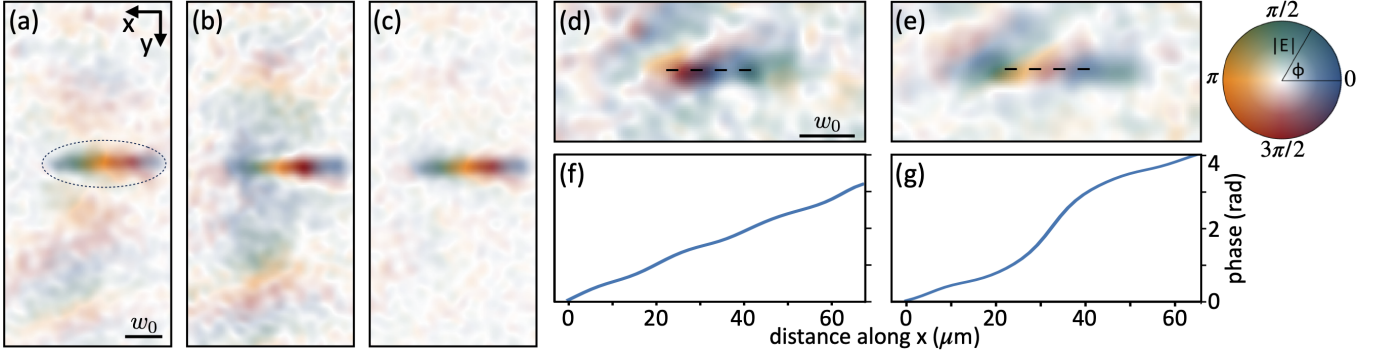 (a)
x
y
w₀
(b)
(c)
(d)
w₀
(e)
π/2
|E|
ϕ
π
0
3π/2
(f)
(g)
4
2
0
phase (rad)
0 20 40 60
0 20 40 60
distance along x (μm)